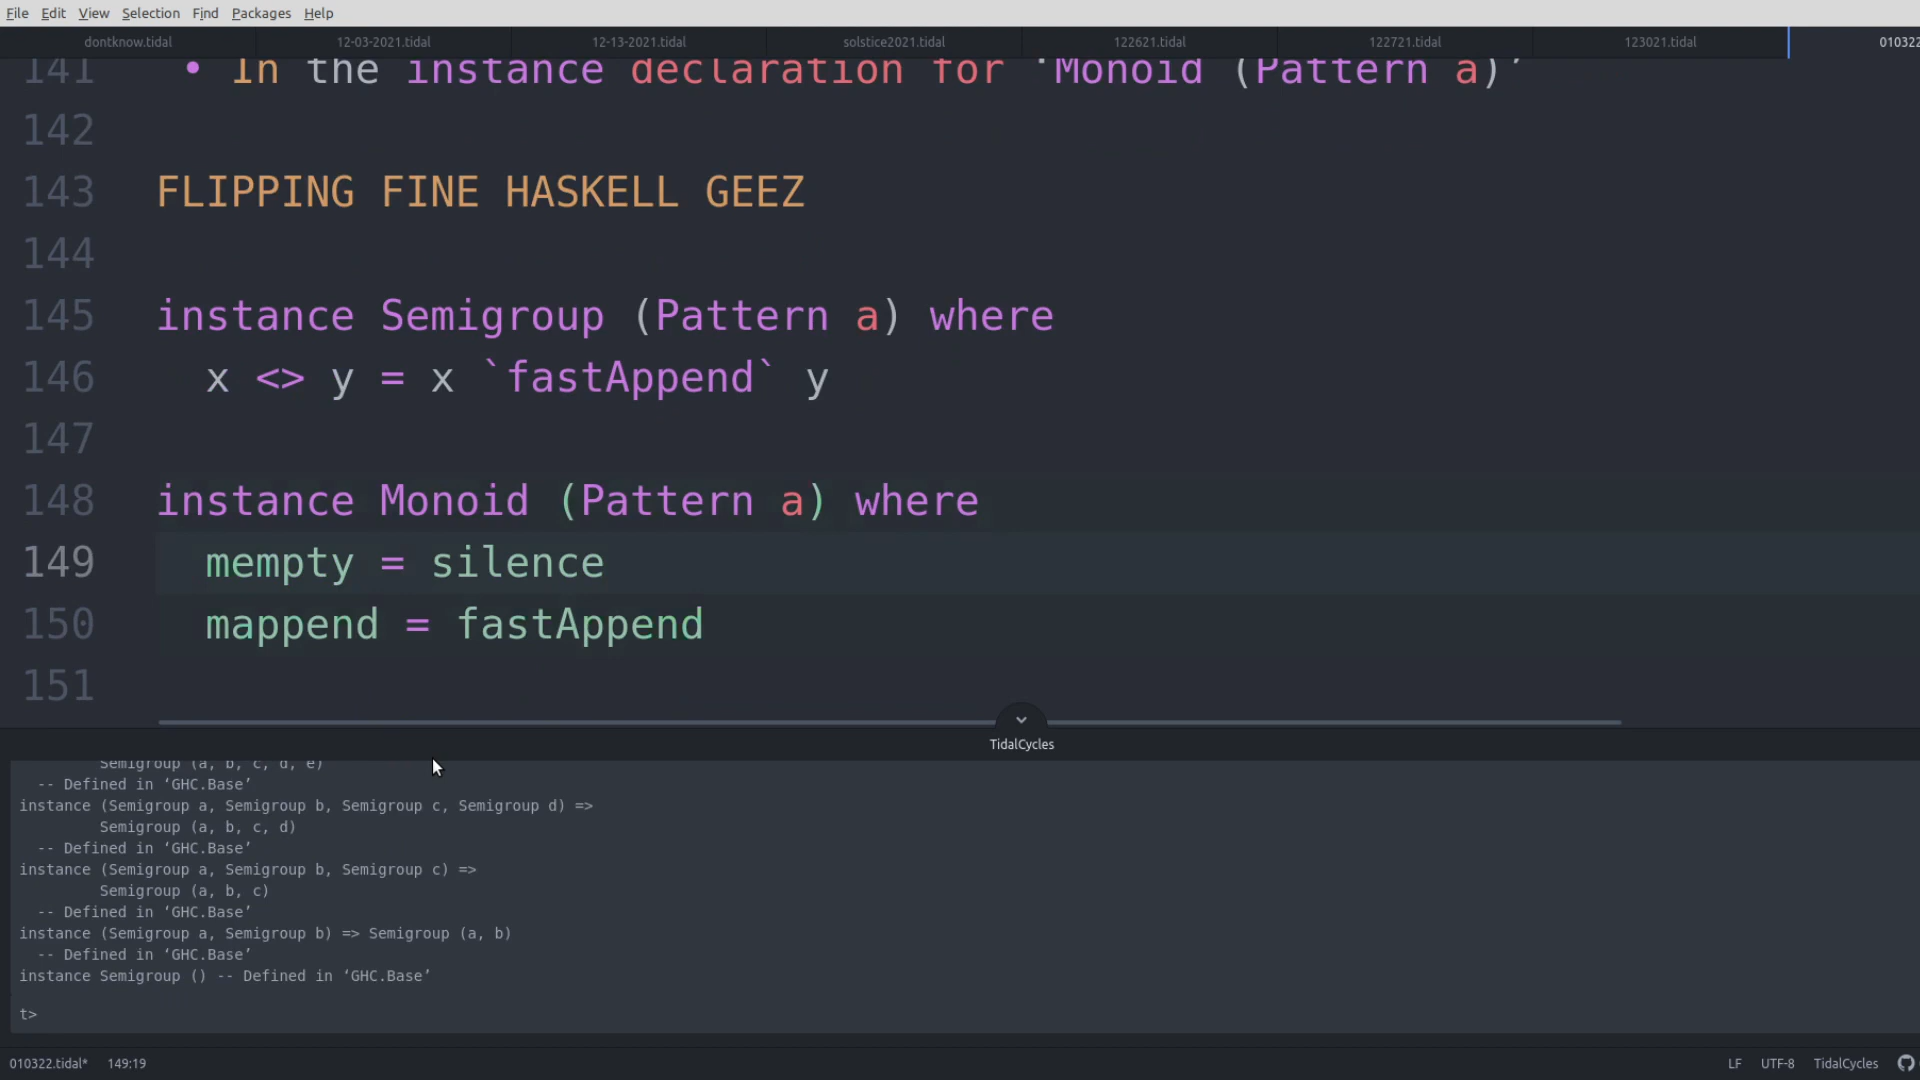 File Edit View Selection Find Packages Help
dontknow.tidal 12-03-2021.tidal 12-13-2021.tidal solstice2021.tidal 122621.tidal 122721.tidal 123021.tidal 010322
141 • In the instance declaration for ‘Monoid (Pattern a)’
142
143 FLIPPING FINE HASKELL GEEZ
144
145 instance Semigroup (Pattern a) where
146 x <> y = x `fastAppend` y
147
148 instance Monoid (Pattern a) where
149 mempty = silence
150 mappend = fastAppend
151
TidalCycles
Semigroup (a, b, c, d, e)
-- Defined in ‘GHC.Base’
instance (Semigroup a, Semigroup b, Semigroup c, Semigroup d) =>
Semigroup (a, b, c, d)
-- Defined in ‘GHC.Base’
instance (Semigroup a, Semigroup b, Semigroup c) =>
Semigroup (a, b, c)
-- Defined in ‘GHC.Base’
instance (Semigroup a, Semigroup b) => Semigroup (a, b)
-- Defined in ‘GHC.Base’
instance Semigroup () -- Defined in ‘GHC.Base’
t>
010322.tidal* 149:19 LF UTF-8 TidalCycles